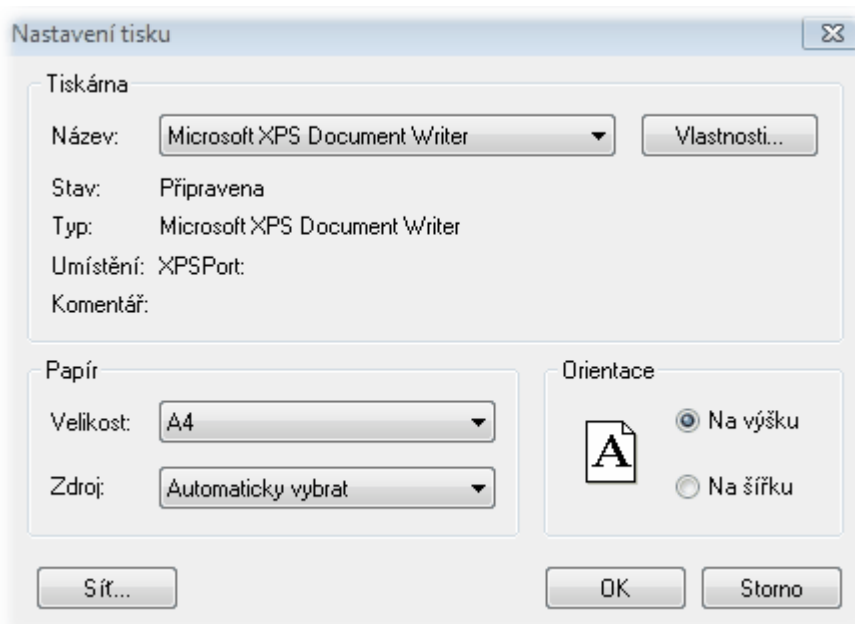 Nastavení tisku
Tiskárna
Název: Microsoft XPS Document Writer Vlastnosti...
Stav: Připravena
Typ: Microsoft XPS Document Writer
Umístění: XPSPort:
Komentář:
Papír
Velikost: A4
Zdroj: Automaticky vybrat
Orientace
A
Na výšku
Na šířku
Síť... OK Storno